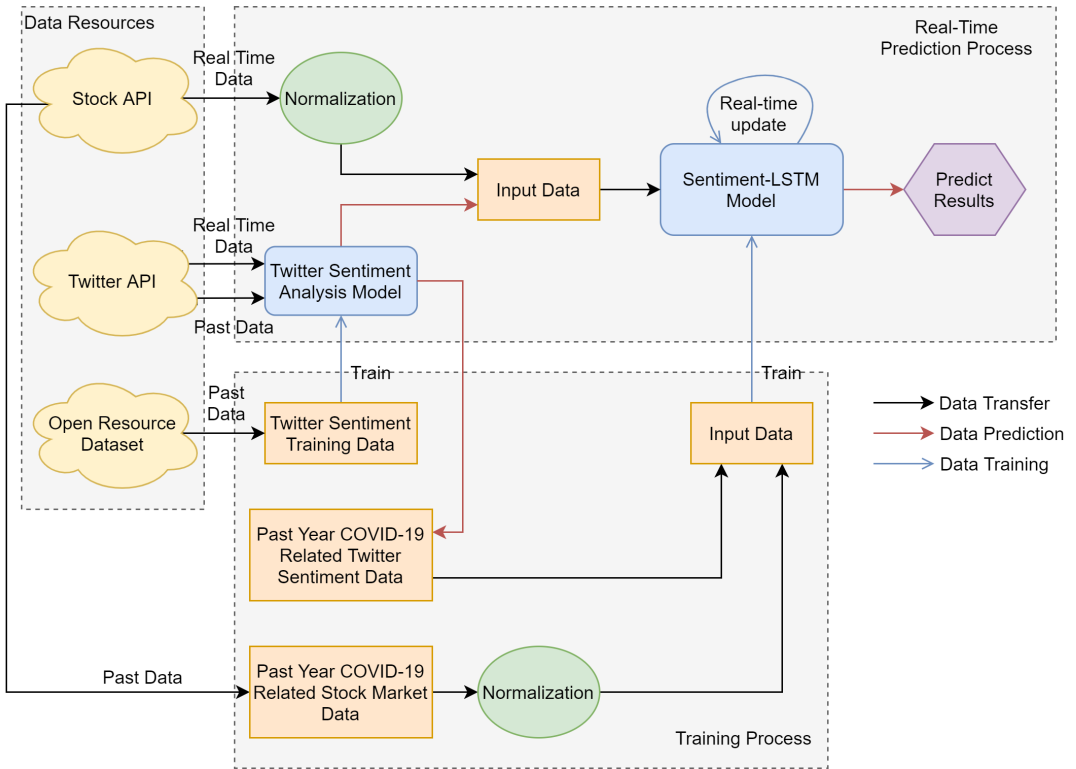 Data Resources
Real-Time
Prediction Process
Stock API
Real Time
Data
Normalization
Real-time
update
Input Data
Sentiment-LSTM
Model
Predict
Results
Twitter API
Real Time
Data
Past Data
Twitter Sentiment
Analysis Model
Train
Train
Open Resource
Dataset
Past
Data
Twitter Sentiment
Training Data
Input Data
Data Transfer
Data Prediction
Data Training
Past Year COVID-19
Related Twitter
Sentiment Data
Past Data
Past Year COVID-19
Related Stock Market
Data
Normalization
Training Process